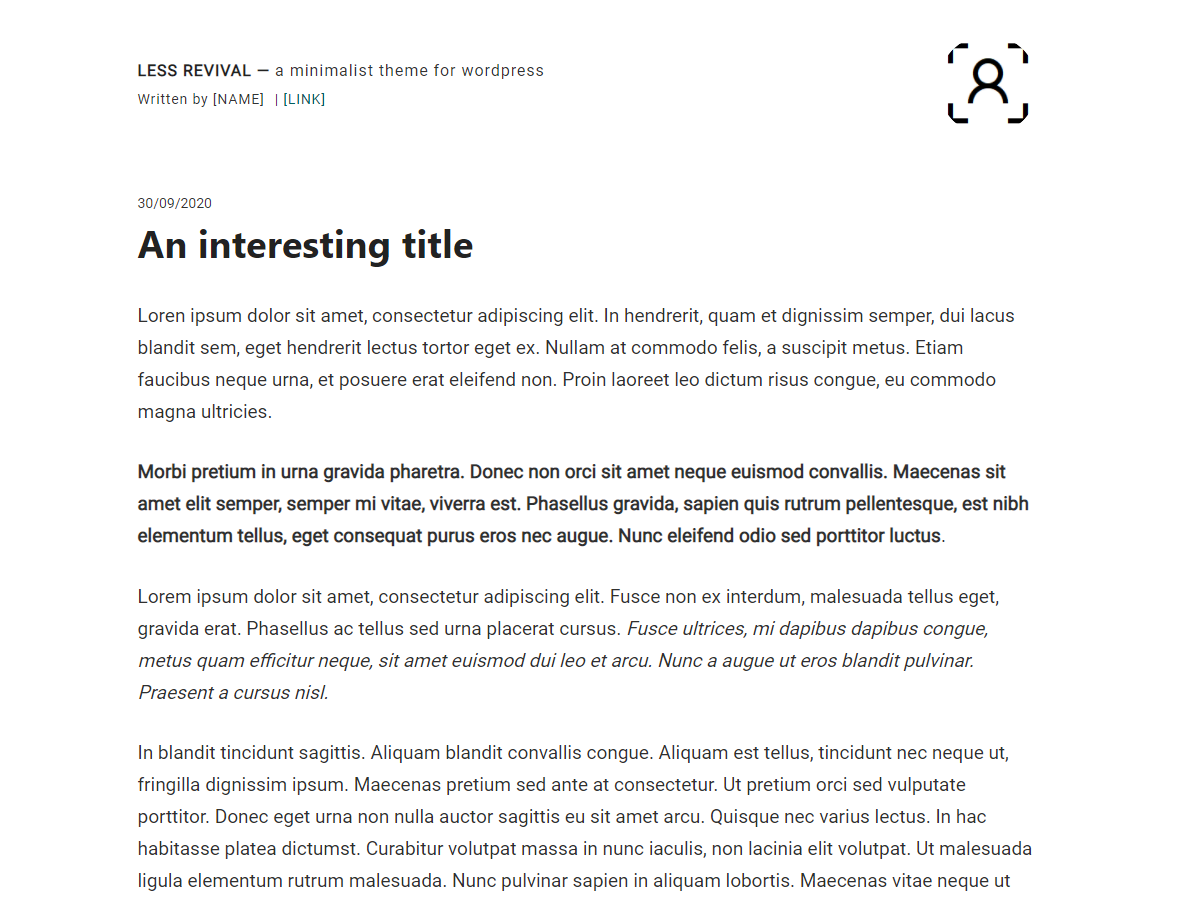 LESS REVIVAL — a minimalist theme for wordpress
Written by [NAME] | [LINK]
30/09/2020
An interesting title
Loren ipsum dolor sit amet, consectetur adipiscing elit. In hendrerit, quam et dignissim semper, dui lacus
blandit sem, eget hendrerit lectus tortor eget ex. Nullam at commodo felis, a suscipit metus. Etiam
faucibus neque urna, et posuere erat eleifend non. Proin laoreet leo dictum risus congue, eu commodo
magna ultricies.
Morbi pretium in urna gravida pharetra. Donec non orci sit amet neque euismod convallis. Maecenas sit
amet elit semper, semper mi vitae, viverra est. Phasellus gravida, sapien quis rutrum pellentesque, est nibh
elementum tellus, eget consequat purus eros nec augue. Nunc eleifend odio sed porttitor luctus.
Lorem ipsum dolor sit amet, consectetur adipiscing elit. Fusce non ex interdum, malesuada tellus eget,
gravida erat. Phasellus ac tellus sed urna placerat cursus. Fusce ultrices, mi dapibus dapibus congue,
metus quam efficitur neque, sit amet euismod dui leo et arcu. Nunc a augue ut eros blandit pulvinar.
Praesent a cursus nisl.
In blandit tincidunt sagittis. Aliquam blandit convallis congue. Aliquam est tellus, tincidunt nec neque ut,
fringilla dignissim ipsum. Maecenas pretium sed ante at consectetur. Ut pretium orci sed vulputate
porttitor. Donec eget urna non nulla auctor sagittis eu sit amet arcu. Quisque nec varius lectus. In hac
habitasse platea dictumst. Curabitur volutpat massa in nunc iaculis, non lacinia elit volutpat. Ut malesuada
ligula elementum rutrum malesuada. Nunc pulvinar sapien in aliquam lobortis. Maecenas vitae neque ut